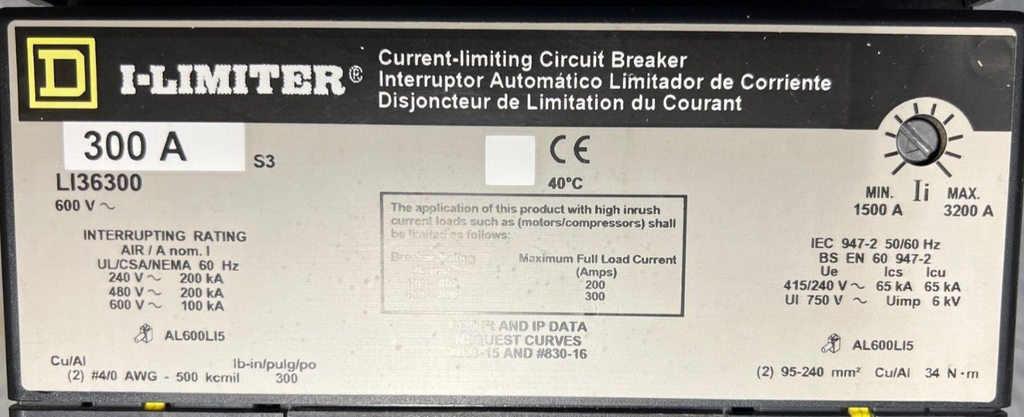 D
I-LIMITER®
Current-limiting Circuit Breaker
Interruptor Automático Limitador de Corriente
Disjoncteur de Limitation du Courant
300 A
S3
LI36300
600 V ~
INTERRUPTING RATING
AIR / A nom. I
UL/CSA/NEMA 60 Hz
240 V ~ 200 kA
480 V ~ 200 kA
600 V ~ 100 kA
AL600LI5
Cu/Al lb-in/pulg/po
(2) #4/0 AWG - 500 kcmil 300
CE
40°C
The application of this product with high inrush
current loads such as (motors/compressors) shall
be limited as follows:
Maximum Full Load Current
(Amps)
200
300
AND IP DATA
REQUEST CURVES
AND #830-16
MIN. Ii MAX.
1500 A 3200 A
IEC 947-2 50/60 Hz
BS EN 60 947-2
Ue Ics Icu
415/240 V ~ 65 kA 65 kA
UI 750 V ~ Uimp 6 kV
AL600LI5
(2) 95-240 mm² Cu/Al 34 N·m